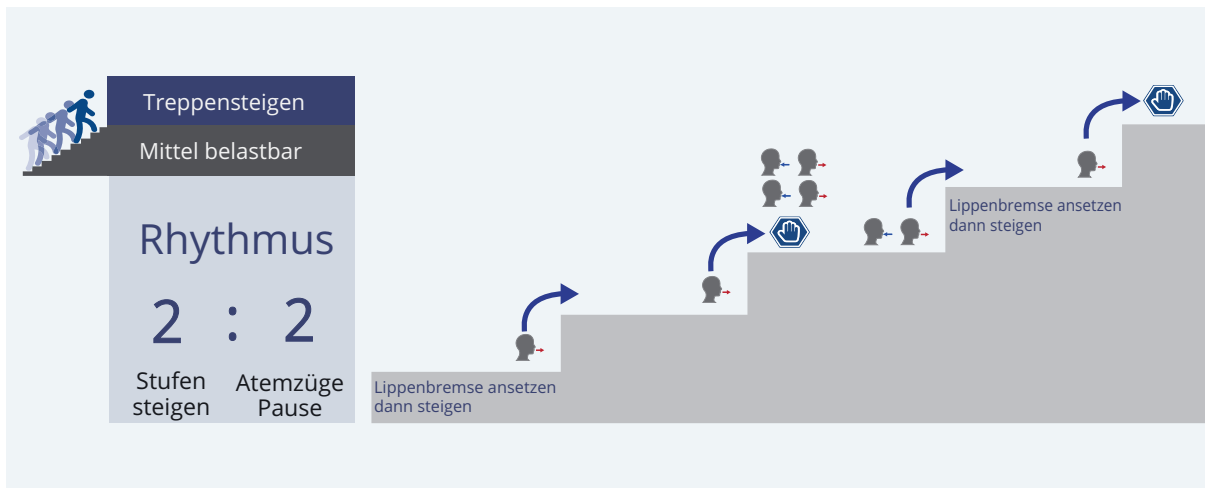 Treppensteigen
Mittel belastbar
Rhythmus
2 : 2
Stufen steigen
Atemzüge Pause
Lippenbremse ansetzen
dann steigen
Lippenbremse ansetzen
dann steigen